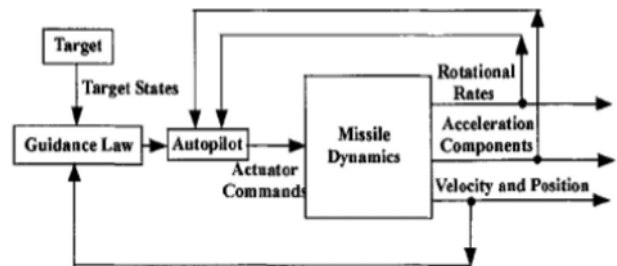 Target
Target States
Guidance Law
Autopilot
Actuator
Commands
Missile
Dynamics
Rotational
Rates
Acceleration
Components
Velocity and Position